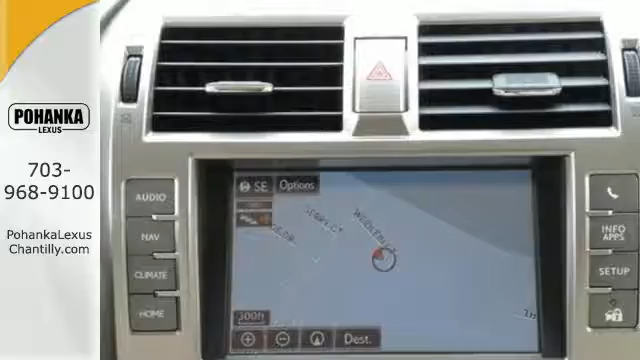 POHANKA
LEXUS
703-
968-9100
PohankaLexus
Chantilly.com
AUDIO
NAV
CLIMATE
HOME
SE
Options
300ft
Dest.
INFO
APPS
SETUP